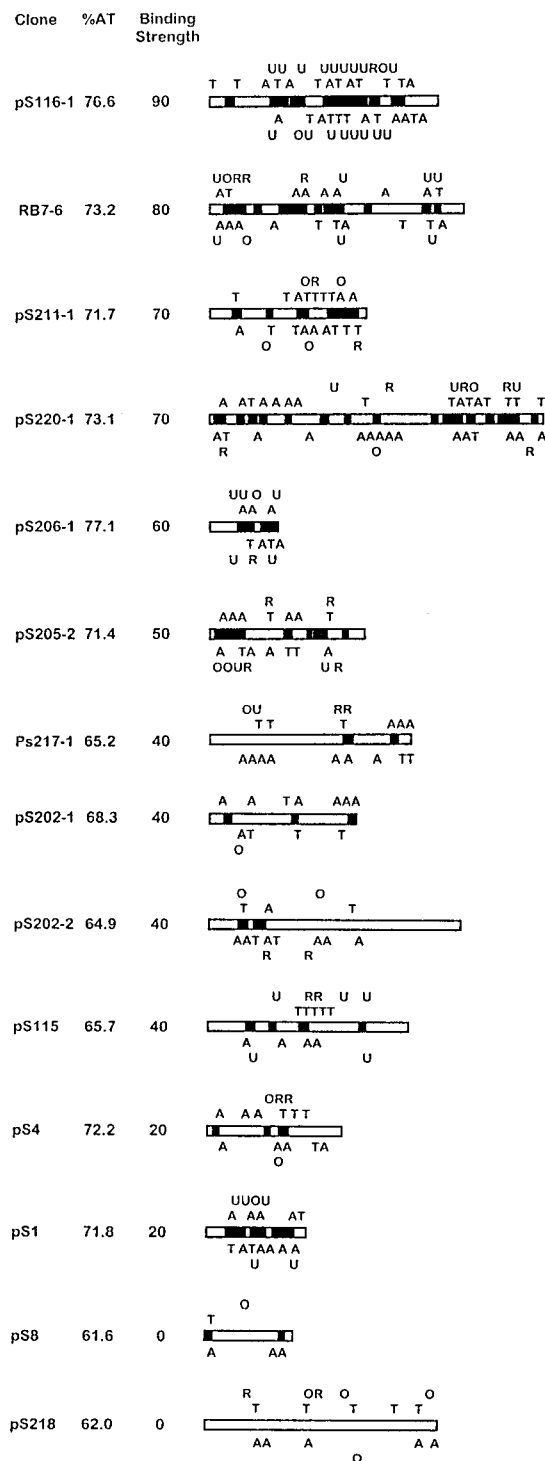 Clone %AT Binding Strength
UU U UUUUUROU
T T ATA TATAT T TA
pS116-1 76.6 90
A TATTT AT AATA
U OU UUUU UU
UORR U UU
AT AA AA A AT
RB7-6 73.2 80
AAA A T TA T TA
U O U U
OR O
T TATTTTAA
pS211-1 71.7 70
A T TAAATTT
O O R
U R URO RU
A ATAAAA T TATAT TT T
pS220-1 73.1 70
AT A A AAAAA AAT AA A
R O R
UUO U
AA A
pS206-1 77.1 60
TATA
U R U
R R
AAA T AA T
pS205-2 71.4 50
A TA A TT A
OOUR UR
OU RR
TT T AAA
Ps217-1 65.2 40
AAAA AA A TT
A A TA AAA
pS202-1 68.3 40
AT T T
O
O O
T A T
pS202-2 64.9 40
AATAT AA A
R R
U RR U U
TTTTT
pS115 65.7 40
A A AA
U U
ORR
A AA TTT
pS4 72.2 20
A AA TA
O
UUOU
A AA AT
pS1 71.8 20
TATAAAA
U U
O
T
pS8 61.6 0
A AA
R OR O O
T T T T T
pS218 62.0 0
AA A AA
O